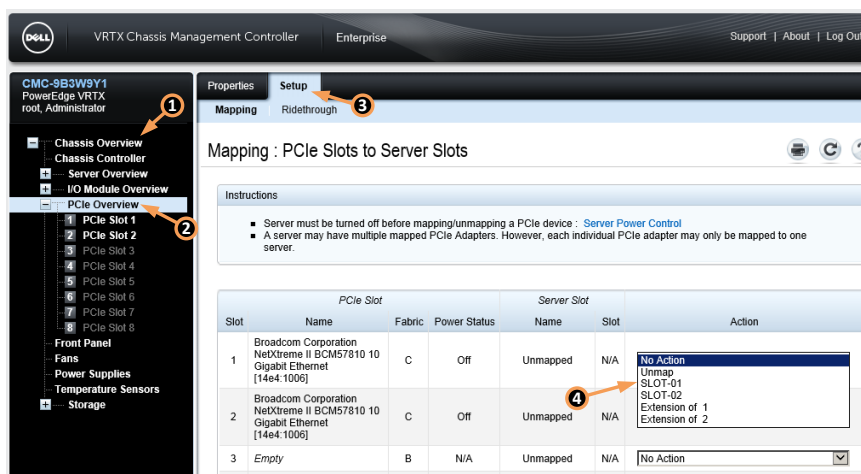 DELL
VRTX Chassis Management Controller
Enterprise
Support | About | Log Out
CMC-9B3W9Y1
PowerEdge VRTX
root, Administrator
1
Properties
Setup
Mapping
Ridethrough
3
Chassis Overview
Chassis Controller
Server Overview
I/O Module Overview
PCIe Overview
2
1 PCIe Slot 1
2 PCIe Slot 2
3 PCIe Slot 3
4 PCIe Slot 4
5 PCIe Slot 5
6 PCIe Slot 6
7 PCIe Slot 7
8 PCIe Slot 8
Front Panel
Fans
Power Supplies
Temperature Sensors
Storage
Mapping : PCIe Slots to Server Slots
C
Instructions
Server must be turned off before mapping/unmapping a PCIe device : Server Power Control
A server may have multiple mapped PCIe Adapters. However, each individual PCIe adapter may only be mapped to one
server.
PCIe Slot
Server Slot
Slot Name Fabric Power Status Name Slot Action
1
Broadcom Corporation
NetXtreme II BCM57810 10
Gigabit Ethernet
[14e4:1006]
C Off Unmapped N/A
No Action
Unmap
SLOT-01
SLOT-02
Extension of 1
Extension of 2
4
2
Broadcom Corporation
NetXtreme II BCM57810 10
Gigabit Ethernet
[14e4:1006]
C Off Unmapped N/A
3 Empty B N/A Unmapped N/A No Action